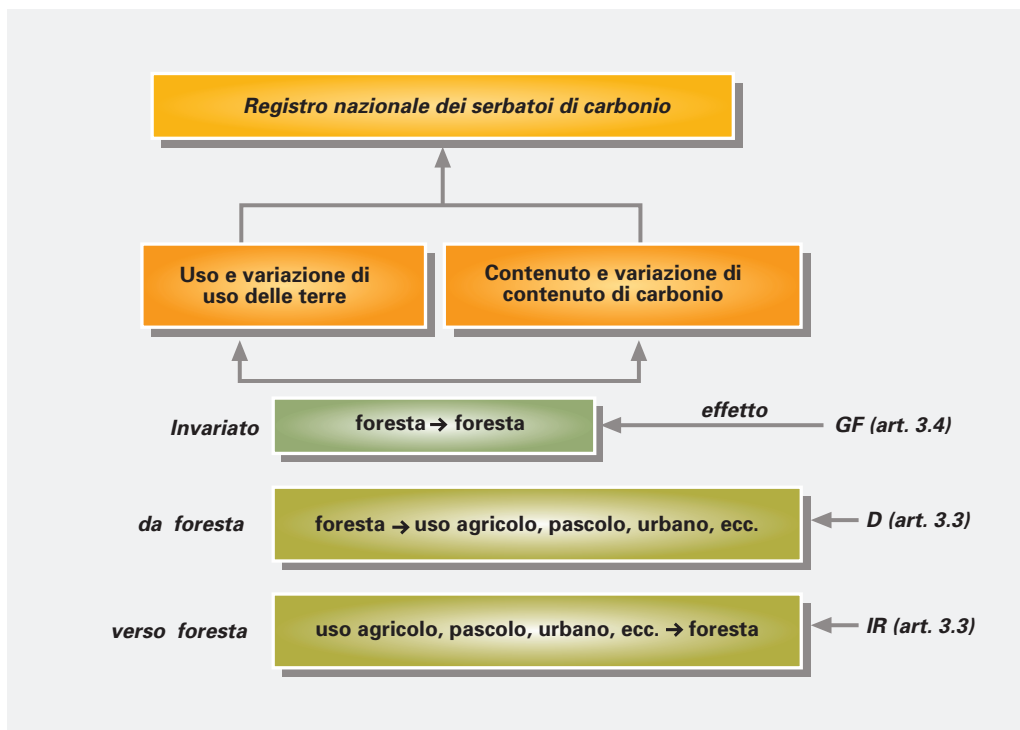 Registro nazionale dei serbatoi di carbonio
Uso e variazione di
uso delle terre
Contenuto e variazione di
contenuto di carbonio
Invariato
foresta → foresta
effetto
GF (art. 3.4)
da foresta
foresta → uso agricolo, pascolo, urbano, ecc.
D (art. 3.3)
verso foresta
uso agricolo, pascolo, urbano, ecc. → foresta
IR (art. 3.3)